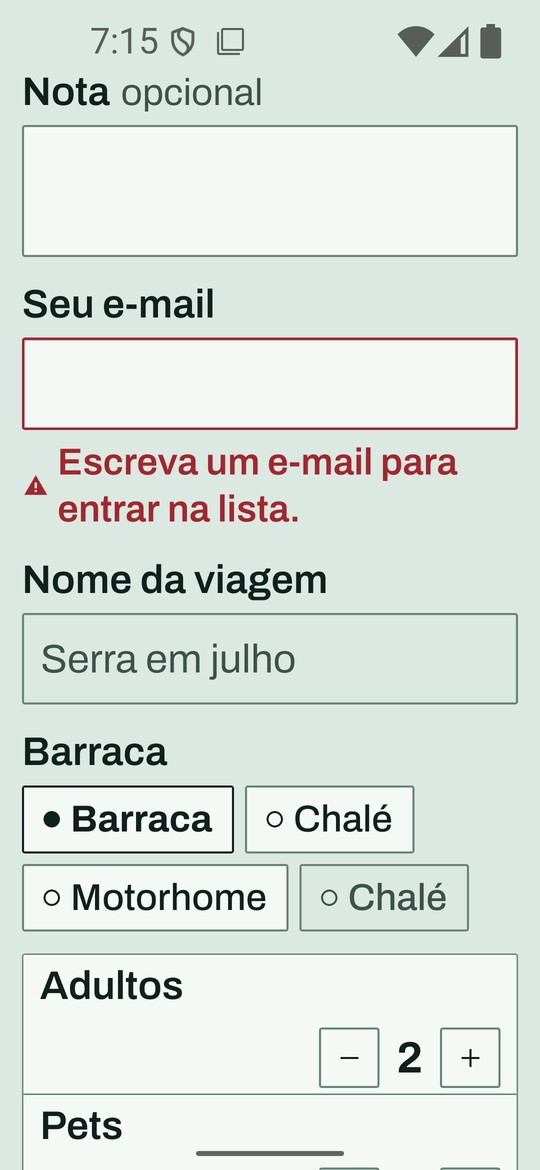 7:15
Nota opcional
Seu e-mail
Escreva um e-mail para
entrar na lista.
Nome da viagem
Serra em julho
Barraca
Barraca
Chalé
Motorhome
Chalé
Adultos
− 2 +
Pets